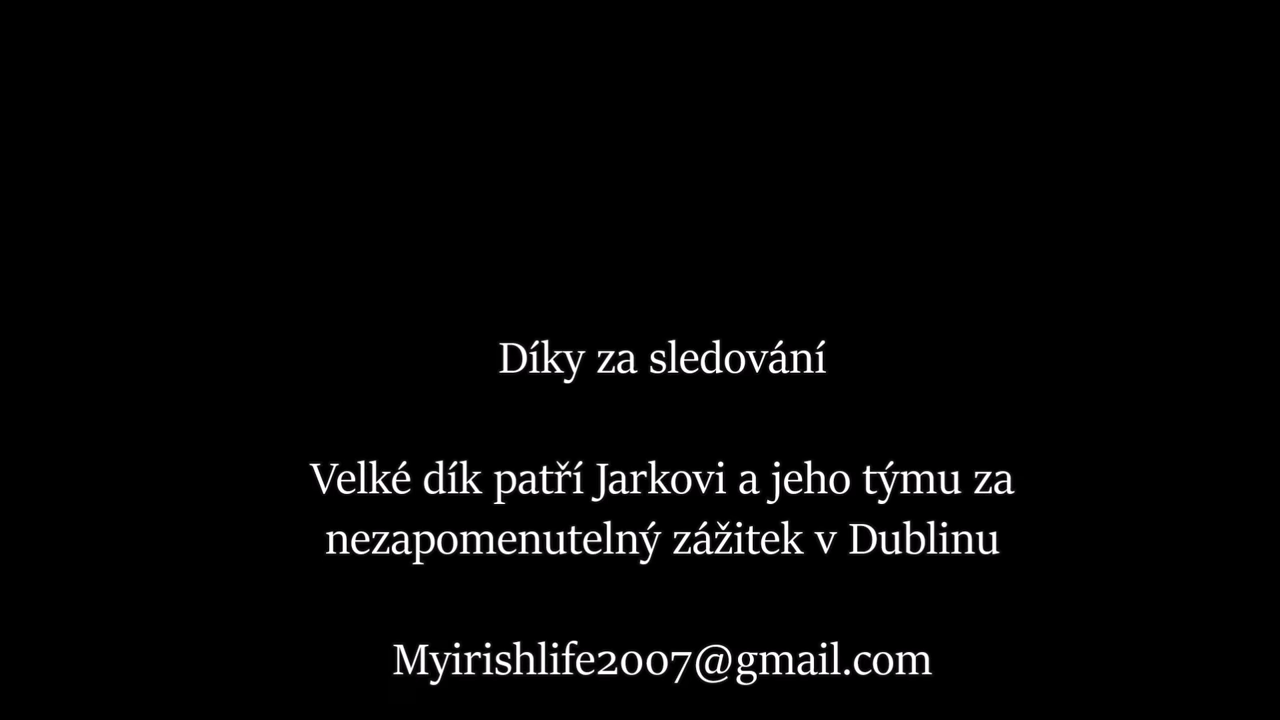 Díky za sledování
Velké dík patří Jarkovi a jeho týmu za
nezapomenutelný zážitek v Dublinu
Myirishlife2007@gmail.com